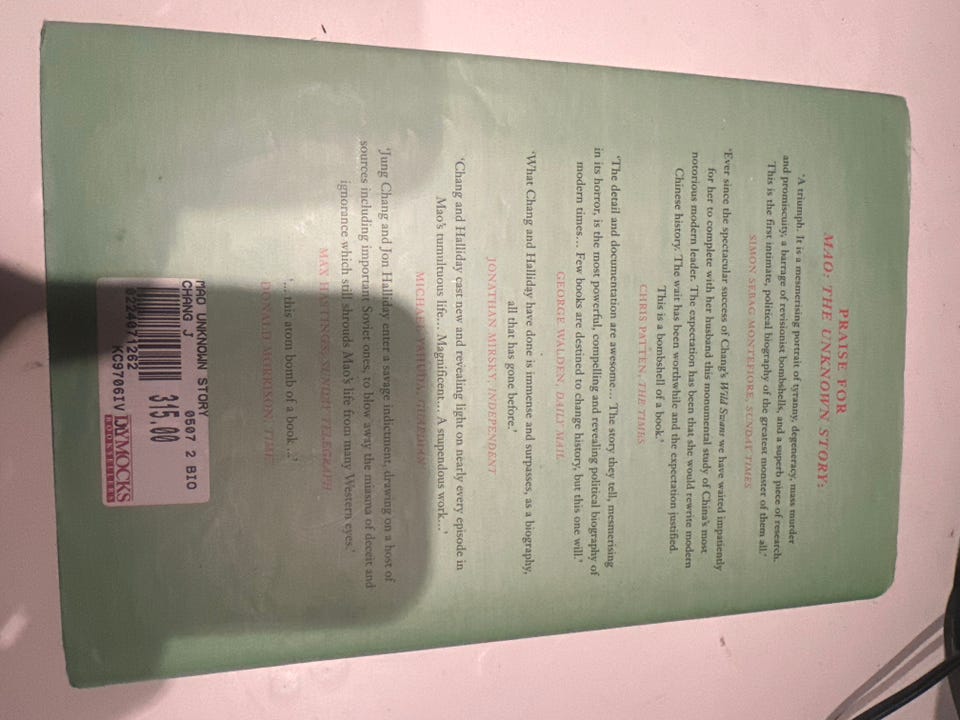 PRAISE FOR
MAO: THE UNKNOWN STORY:
‘A triumph. It is a mesmerising portrait of tyranny, degeneracy, mass murder
and promiscuity, a barrage of revisionist bombshells, and a superb piece of research.
This is the first intimate, political biography of the greatest monster of them all.’
SIMON SEBAG MONTEFIORE, SUNDAY TIMES
‘Ever since the spectacular success of Chang’s Wild Swans we have waited impatiently
for her to complete with her husband this monumental study of China’s most
notorious modern leader. The expectation has been that she would rewrite modern
Chinese history. The wait has been worthwhile and the expectation justified.
This is a bombshell of a book.’
CHRIS PATTEN, THE TIMES
‘The detail and documentation are awesome... The story they tell, mesmerising
in its horror, is the most powerful, compelling and revealing political biography of
modern times... Few books are destined to change history, but this one will.’
GEORGE WALDEN, DAILY MAIL
‘What Chang and Halliday have done is immense and surpasses, as a biography,
all that has gone before.’
JONATHAN MIRSKY, INDEPENDENT
‘Chang and Halliday cast new and revealing light on nearly every episode in
Mao’s tumultuous life... Magnificent... A stupendous work...’
MICHAEL YAHUDA, GUARDIAN
‘Jung Chang and Jon Halliday enter a savage indictment, drawing on a host of
sources including important Soviet ones, to blow away the miasma of deceit and
ignorance which still shrouds Mao’s life from many Western eyes.’
MAX HASTINGS, SUNDAY TELEGRAPH
‘... this atom bomb of a book...’
DONALD MORRISON, TIME
MAO UNKNOWN STORY
CHANG J 0507 2 BIO
315.00
0224071262
KC9706IV DYMOCKS
BOOKSELLERS